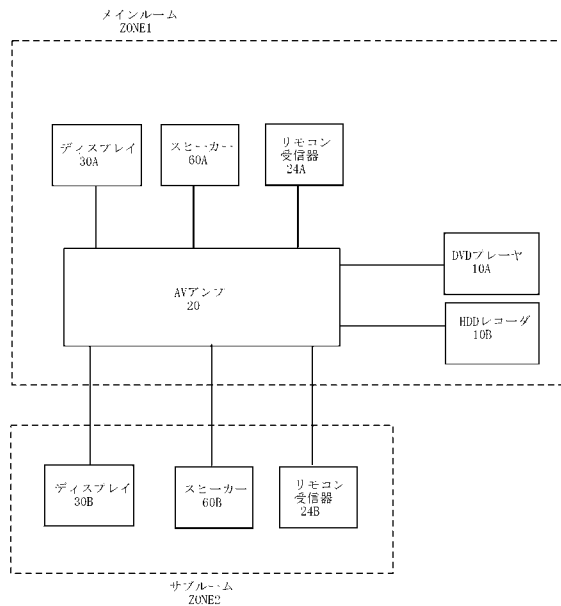 メインルーム
ZONE1
ディスプレイ
30A
スピーカー
60A
リモコン
受信器
24A
AVアンプ
20
DVDプレーヤ
10A
HDDレコーダ
10B
ディスプレイ
30B
スピーカー
60B
リモコン
受信器
24B
サブルーム
ZONE2